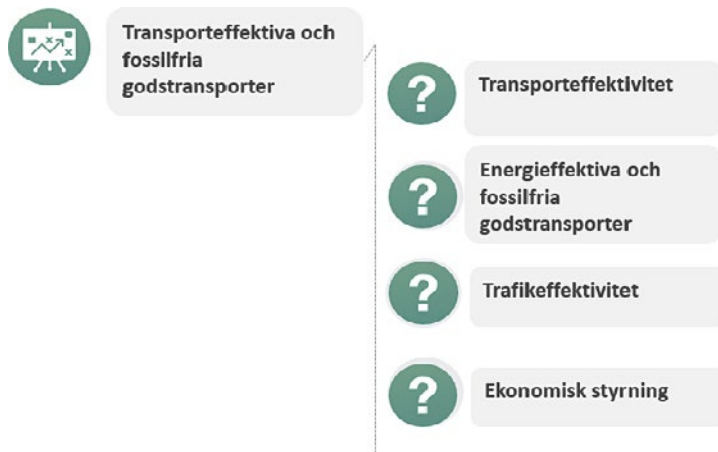 Transporteffektiva och
fossilfria
godstransporter
Transporteffektivitet
Energieffektiva och
fossilfria
godstransporter
Trafikeffektivitet
Ekonomisk styrning